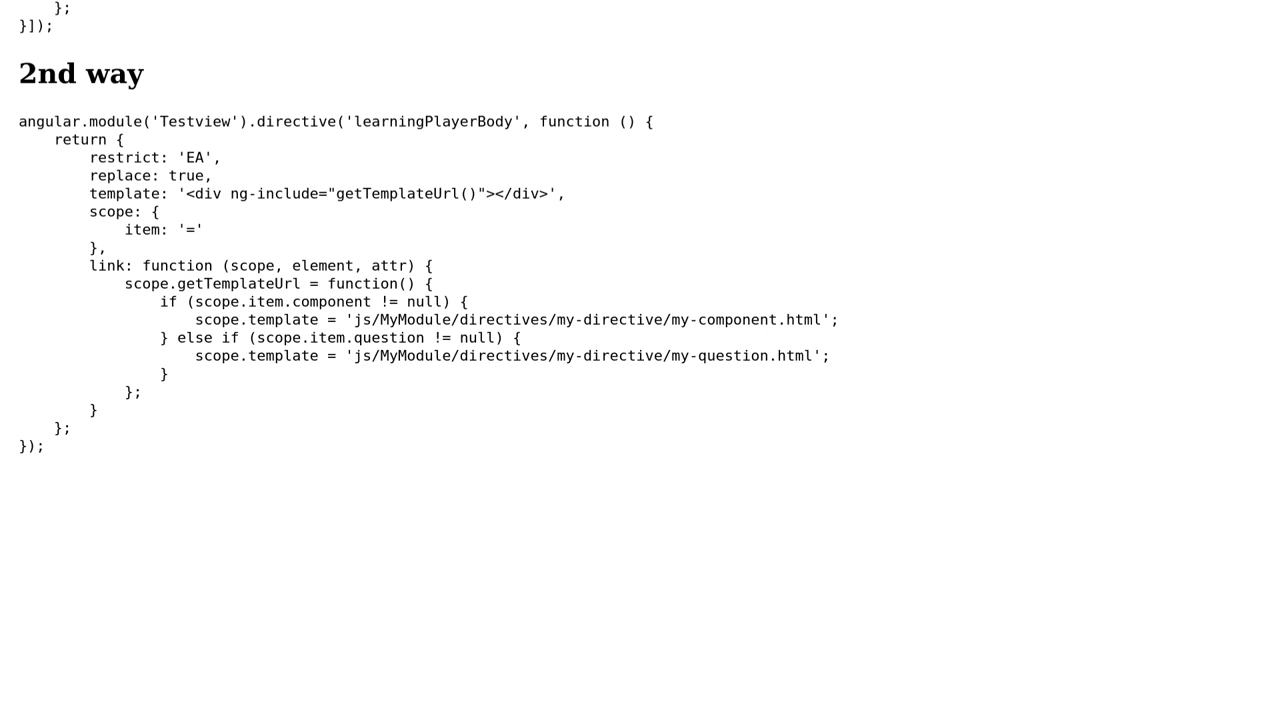 };
}]);
2nd way
angular.module('Testview').directive('learningPlayerBody', function () {
    return {
        restrict: 'EA',
        replace: true,
        template: '<div ng-include="getTemplateUrl()"></div>',
        scope: {
            item: '='
        },
        link: function (scope, element, attr) {
            scope.getTemplateUrl = function() {
                if (scope.item.component != null) {
                    scope.template = 'js/MyModule/directives/my-directive/my-component.html';
                } else if (scope.item.question != null) {
                    scope.template = 'js/MyModule/directives/my-directive/my-question.html';
                }
            };
        }
    };
});